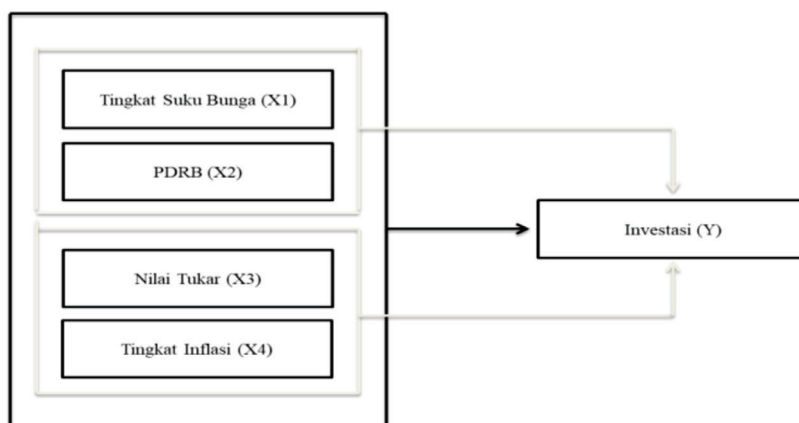 Tingkat Suku Bunga (X1)
PDRB (X2)
Investasi (Y)
Nilai Tukar (X3)
Tingkat Inflasi (X4)